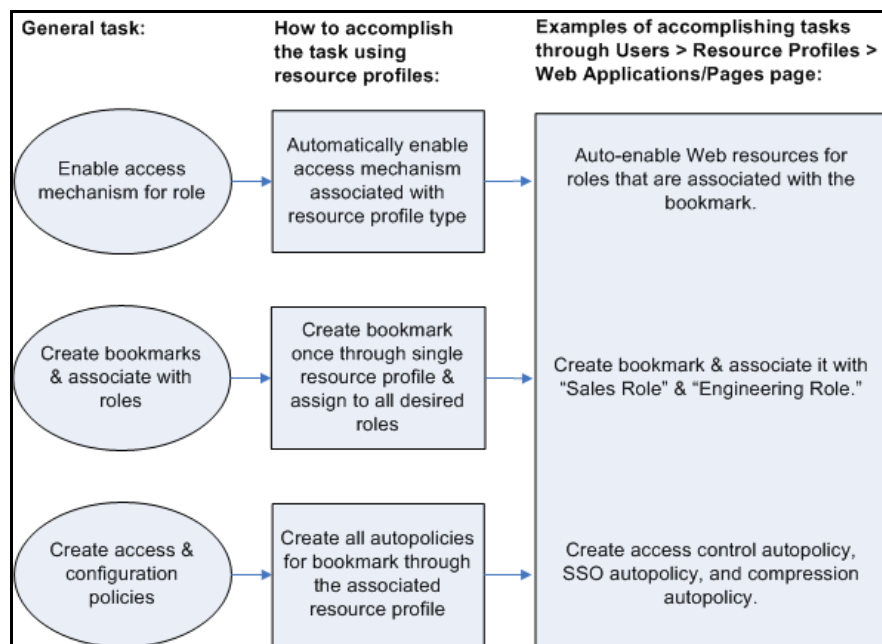 General task:
How to accomplish
the task using
resource profiles:
Examples of accomplishing tasks
through Users > Resource Profiles >
Web Applications/Pages page:
Enable access
mechanism for role
Automatically enable
access mechanism
associated with
resource profile type
Auto-enable Web resources for
roles that are associated with the
bookmark.
Create bookmarks
& associate with
roles
Create bookmark
once through single
resource profile &
assign to all desired
roles
Create bookmark & associate it with
“Sales Role” & “Engineering Role.”
Create access &
configuration
policies
Create all autopolicies
for bookmark through
the associated
resource profile
Create access control autopolicy,
SSO autopolicy, and compression
autopolicy.